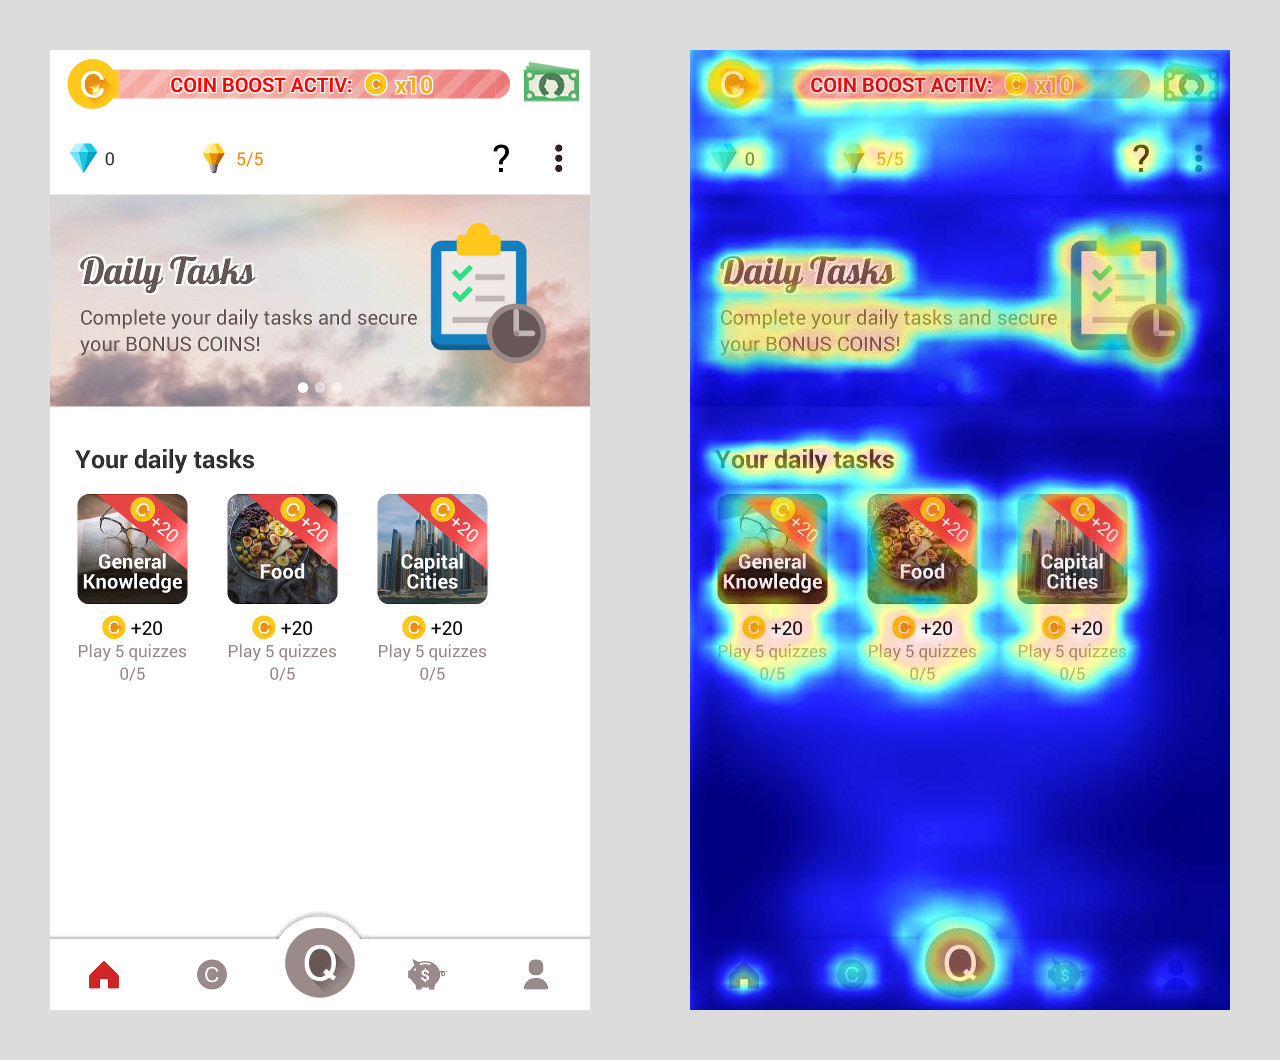 C COIN BOOST ACTIV: C x10
0 5/5 ?
Daily Tasks
Complete your daily tasks and secure
your BONUS COINS!
Your daily tasks
C +20 C +20 C +20
General
Knowledge
Food
Capital
Cities
C +20 C +20 C +20
Play 5 quizzes Play 5 quizzes Play 5 quizzes
0/5 0/5 0/5
C Q $
C COIN BOOST ACTIV: C x10
0 5/5 ?
Daily Tasks
Complete your daily tasks and secure
your BONUS COINS!
Your daily tasks
C +20 C +20 C +20
General
Knowledge
Food
Capital
Cities
C +20 C +20 C +20
Play 5 quizzes Play 5 quizzes Play 5 quizzes
0/5 0/5 0/5
C Q $